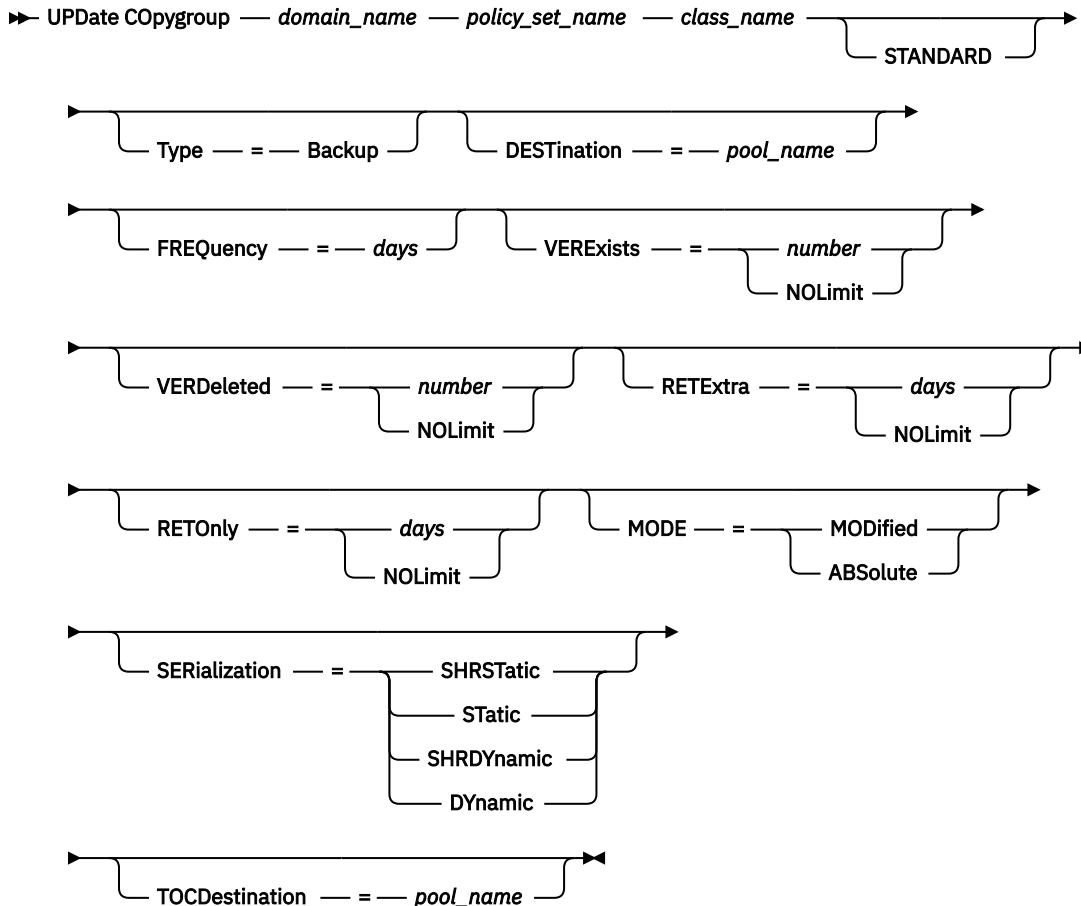 UPDate COpygroup domain_name policy_set_name class_name
STANDARD
Type = Backup DESTination = pool_name
FREQuency = days VERExists = number
NOLimit
VERDeleted = number RETExtra = days
NOLimit NOLimit
RETOnly = days MODE = MODified
NOLimit ABSolute
SERialization = SHRSTatic
STatic
SHRDYnamic
DYnamic
TOCDestination = pool_name